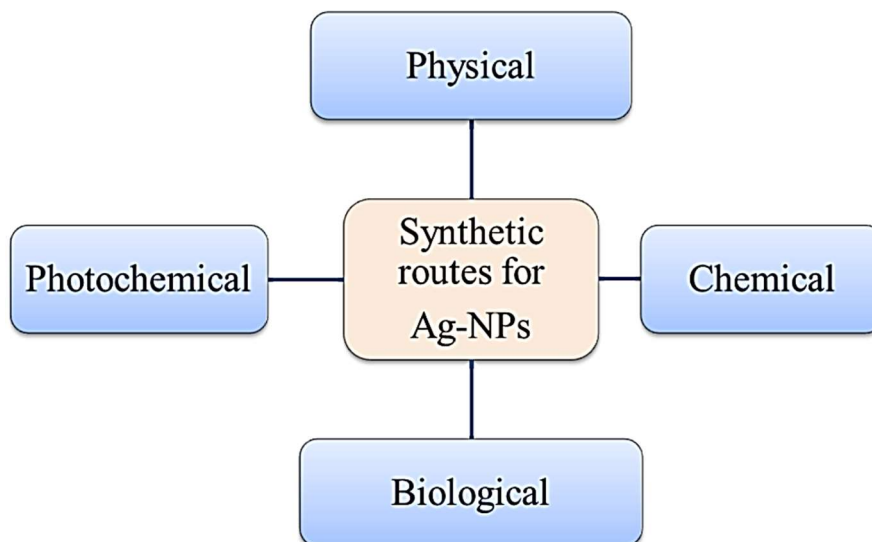 Physical
Photochemical
Synthetic
routes for
Ag-NPs
Chemical
Biological